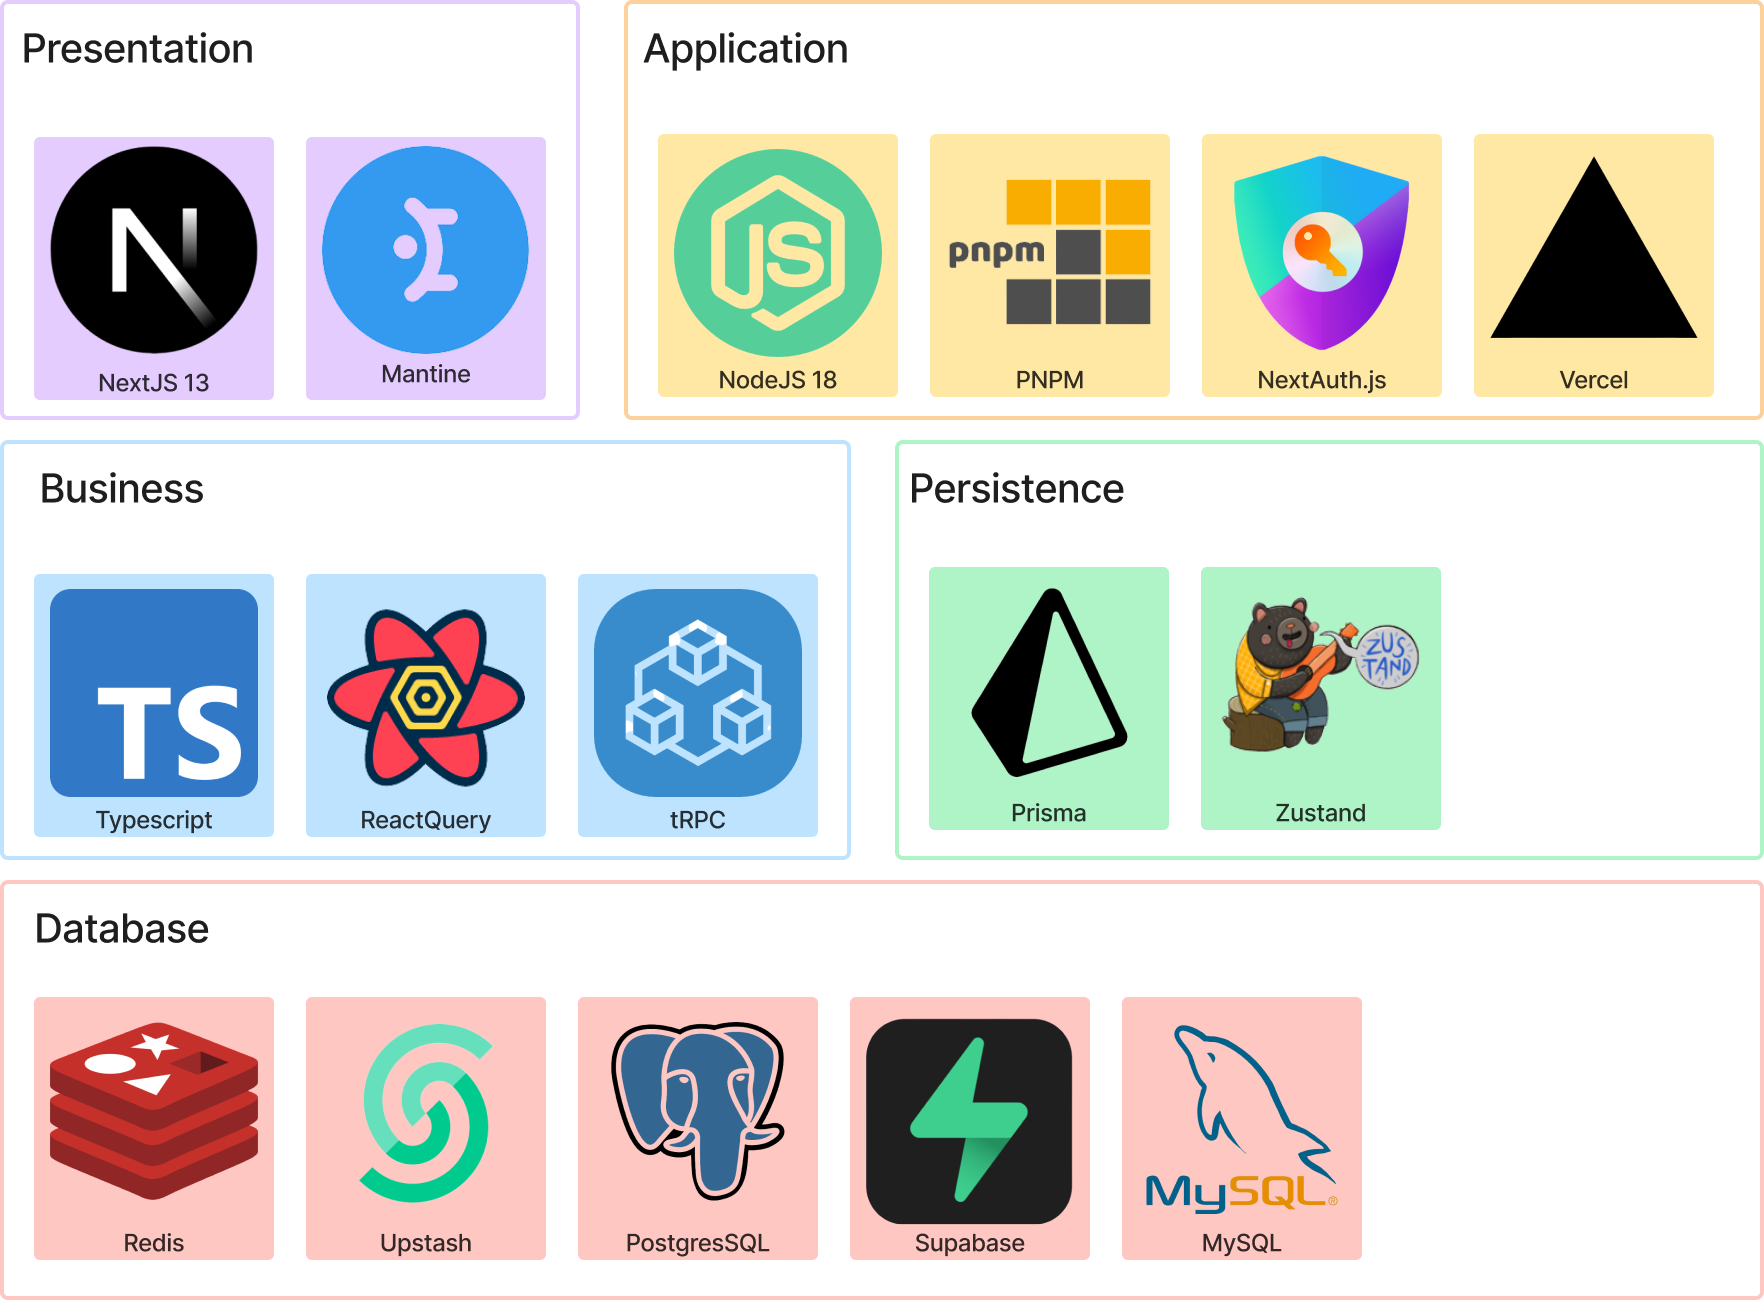 Presentation
NextJS 13
Mantine
Application
JS
NodeJS 18
pnpm
PNPM
NextAuth.js
Vercel
Business
TS
Typescript
ReactQuery
tRPC
Persistence
Prisma
ZUS
TAND
Zustand
Database
Redis
Upstash
PostgresSQL
Supabase
MySQL®
MySQL